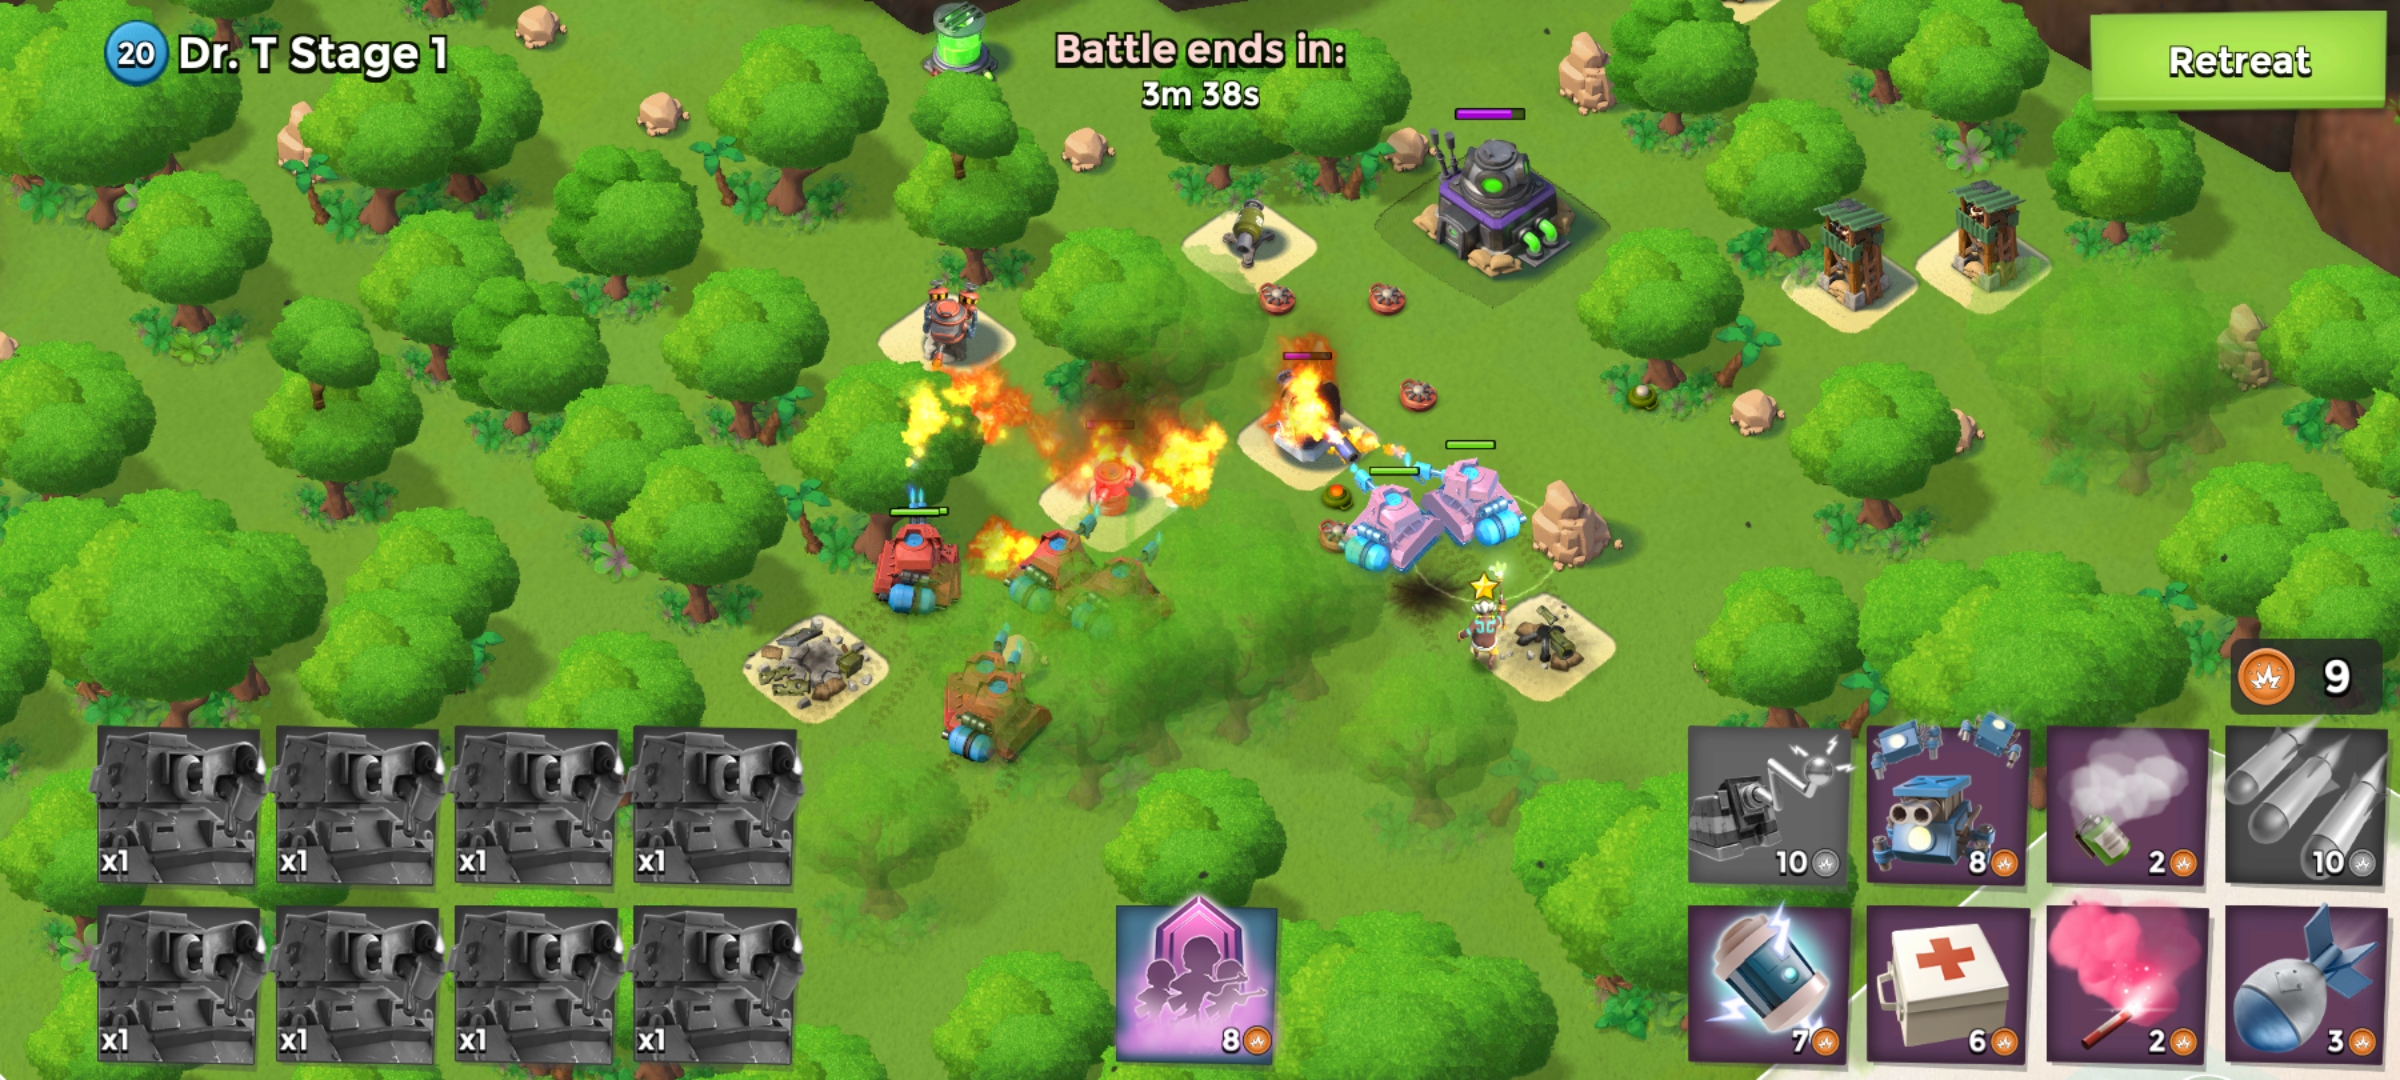 20 Dr. T Stage 1
Battle ends in:
3m 38s
Retreat
9
x1 x1 x1 x1
10 8 2 10
x1 x1 x1 x1
8
7 6 2 3